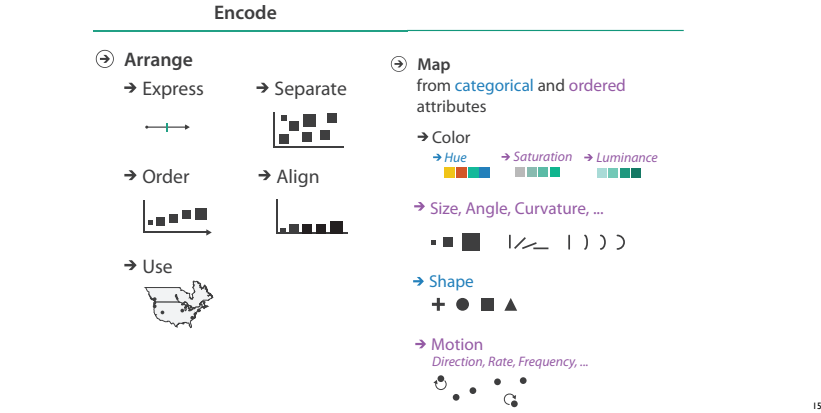 Encode
Arrange
Express
Separate
Order
Align
Use
Map
from categorical and ordered
attributes
Color
Hue
Saturation
Luminance
Size, Angle, Curvature, ...
Shape
Motion
Direction, Rate, Frequency, ...
15